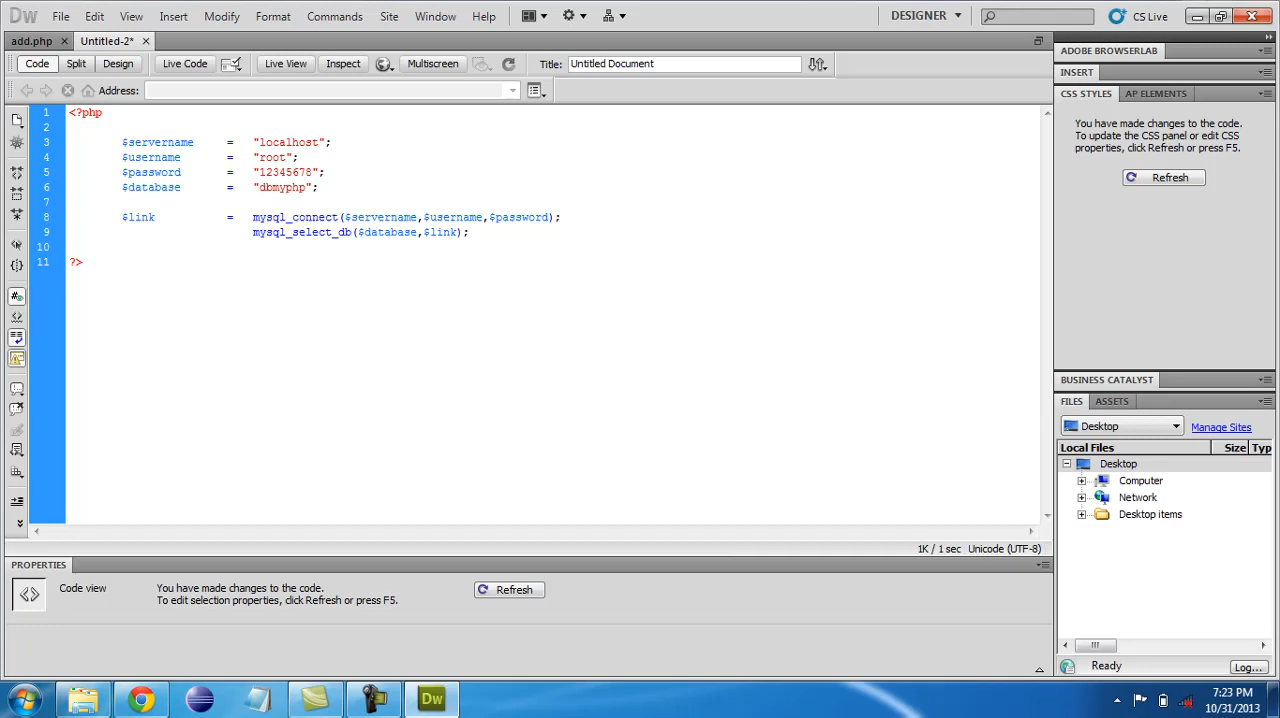 Dw File Edit View Insert Modify Format Commands Site Window Help DESIGNER CS Live
add.php Untitled-2*
Code Split Design Live Code Live View Inspect Multiscreen Title: Untitled Document
Address:
1 <?php
2
3 $servername = "localhost";
4 $username = "root";
5 $password = "12345678";
6 $database = "dbmyphp";
7
8 $link = mysql_connect($servername,$username,$password);
9 mysql_select_db($database,$link);
10
11 ?>
1K / 1 sec Unicode (UTF-8)
PROPERTIES
Code view
You have made changes to the code.
To edit selection properties, click Refresh or press F5.
Refresh
ADOBE BROWSERLAB
INSERT
CSS STYLES AP ELEMENTS
You have made changes to the code.
To update the CSS panel or edit CSS
properties, click Refresh or press F5.
Refresh
BUSINESS CATALYST
FILES ASSETS
Desktop Manage Sites
Local Files Size Typ
Desktop
Computer
Network
Desktop items
Ready Log...
Dw
7:23 PM
10/31/2013